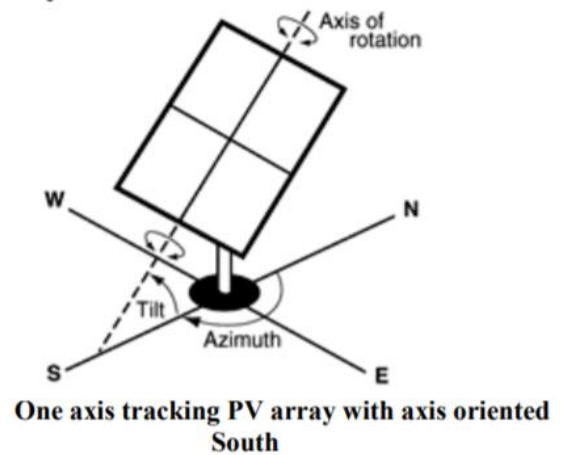 Axis of
rotation
W
N
Tilt
Azimuth
S
E
One axis tracking PV array with axis oriented
South